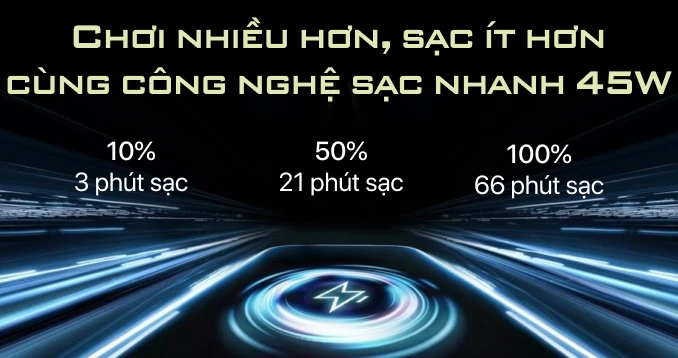 CHƠI NHIỀU HƠN, SẠC ÍT HƠN
CÙNG CÔNG NGHỆ SẠC NHANH 45W
10%
3 phút sạc
50%
21 phút sạc
100%
66 phút sạc